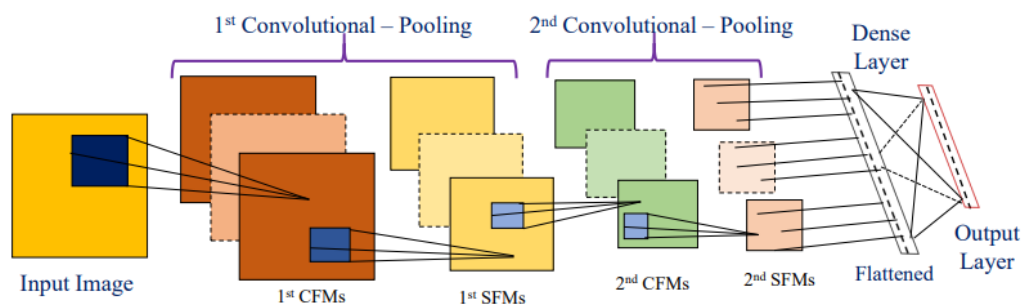 1st Convolutional – Pooling
2nd Convolutional – Pooling
Dense
Layer
Input Image
1st CFMs
1st SFMs
2nd CFMs
2nd SFMs
Flattened
Output
Layer